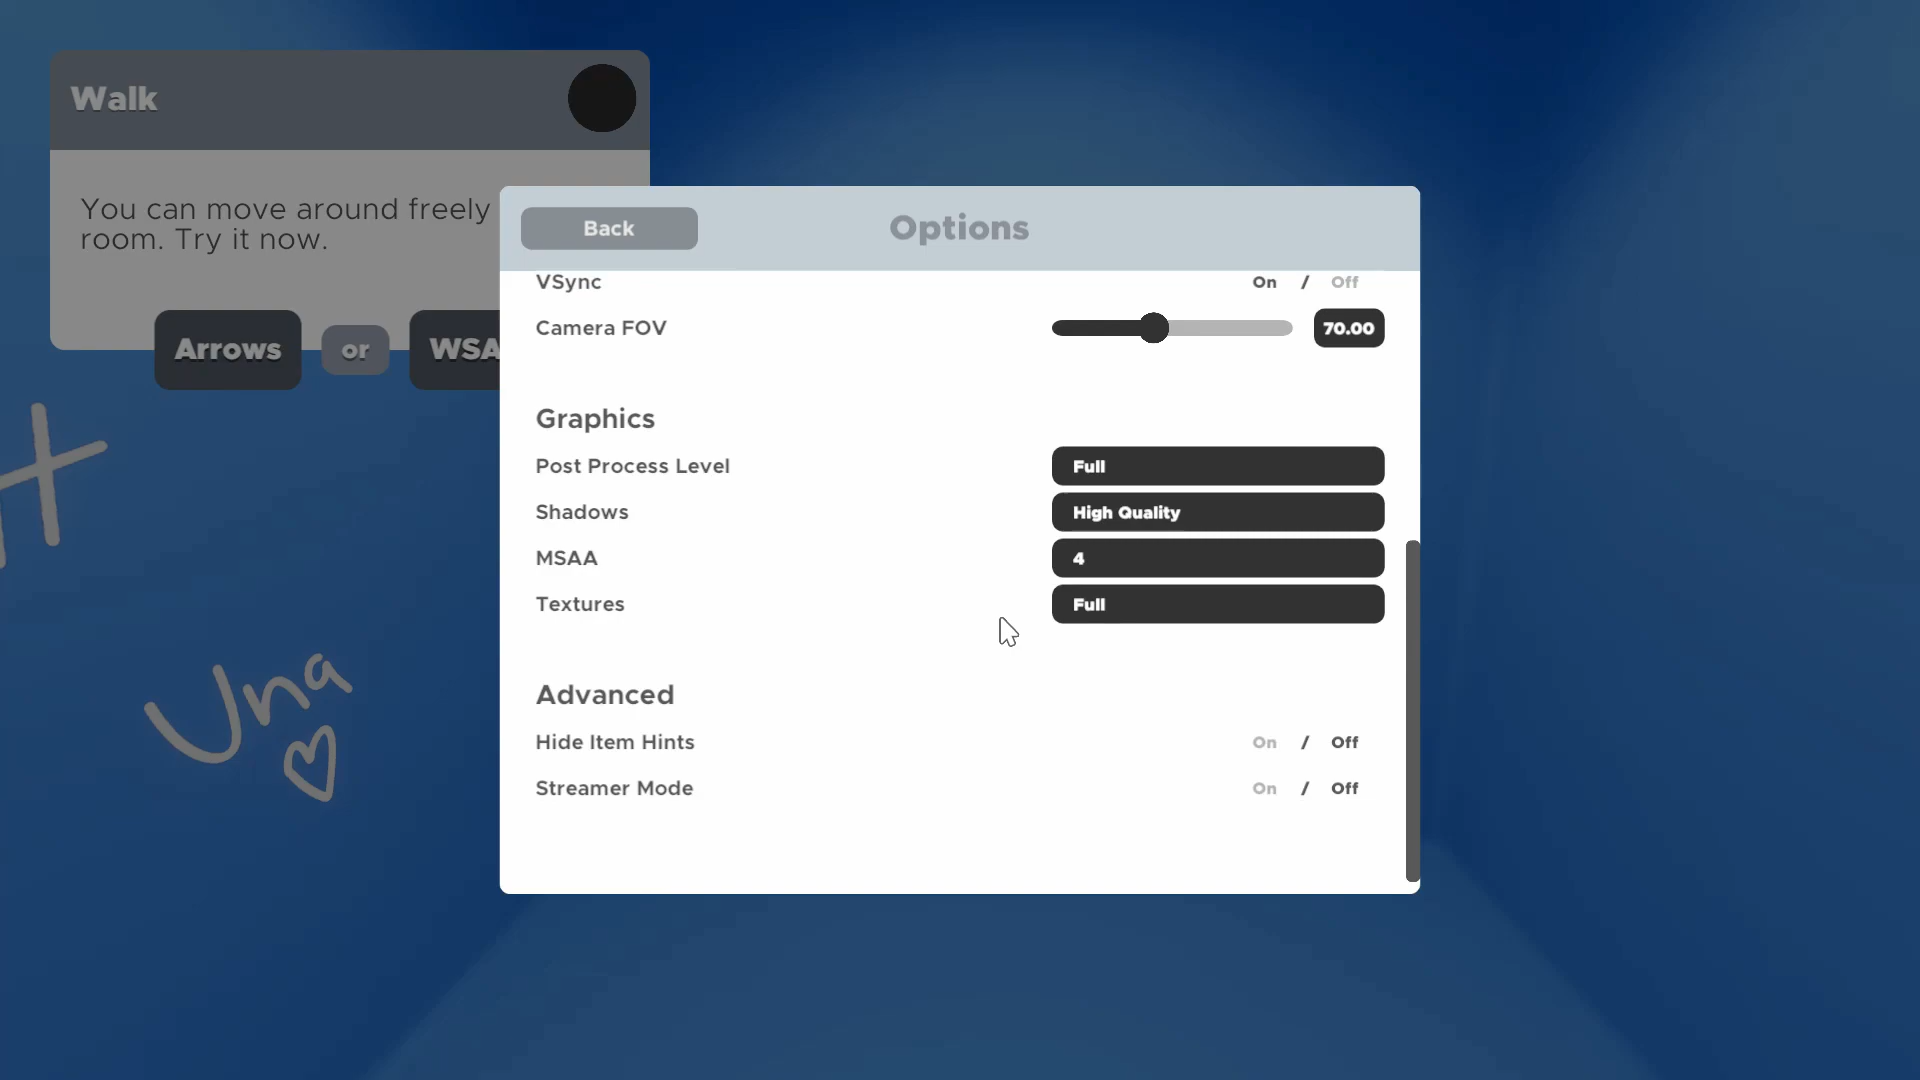 Walk
You can move around freely
room. Try it now.
Arrows or WSA
Una
Back
Options
VSync On / Off
Camera FOV 70.00
Graphics
Post Process Level Full
Shadows High Quality
MSAA 4
Textures Full
Advanced
Hide Item Hints On / Off
Streamer Mode On / Off